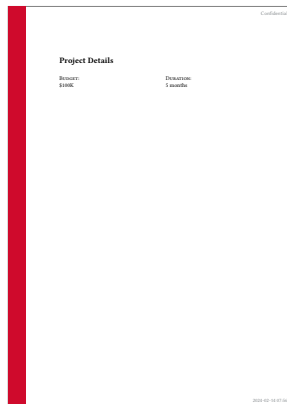 Confidential
Project Details
BUDGET: DURATION:
$100K 5 months